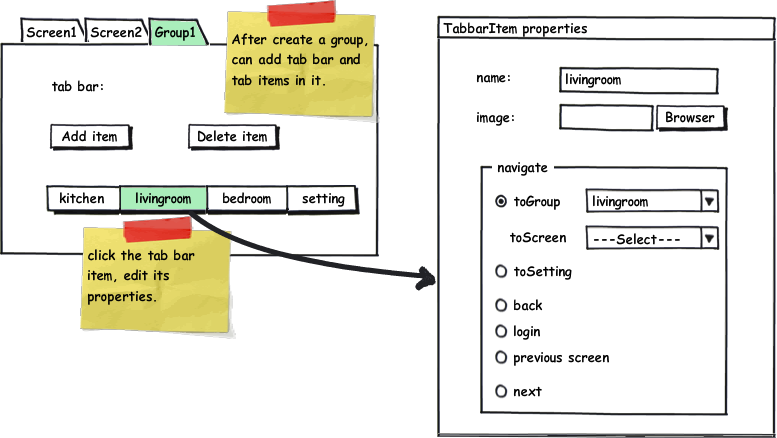 Screen1 Screen2 Group1
After create a group,
can add tab bar and
tab items in it.
tab bar:
Add item Delete item
kitchen livingroom bedroom setting
click the tab bar
item, edit its
properties.
TabbarItem properties
name: livingroom
image: Browser
navigate
toGroup livingroom
toScreen ---Select---
toSetting
back
login
previous screen
next